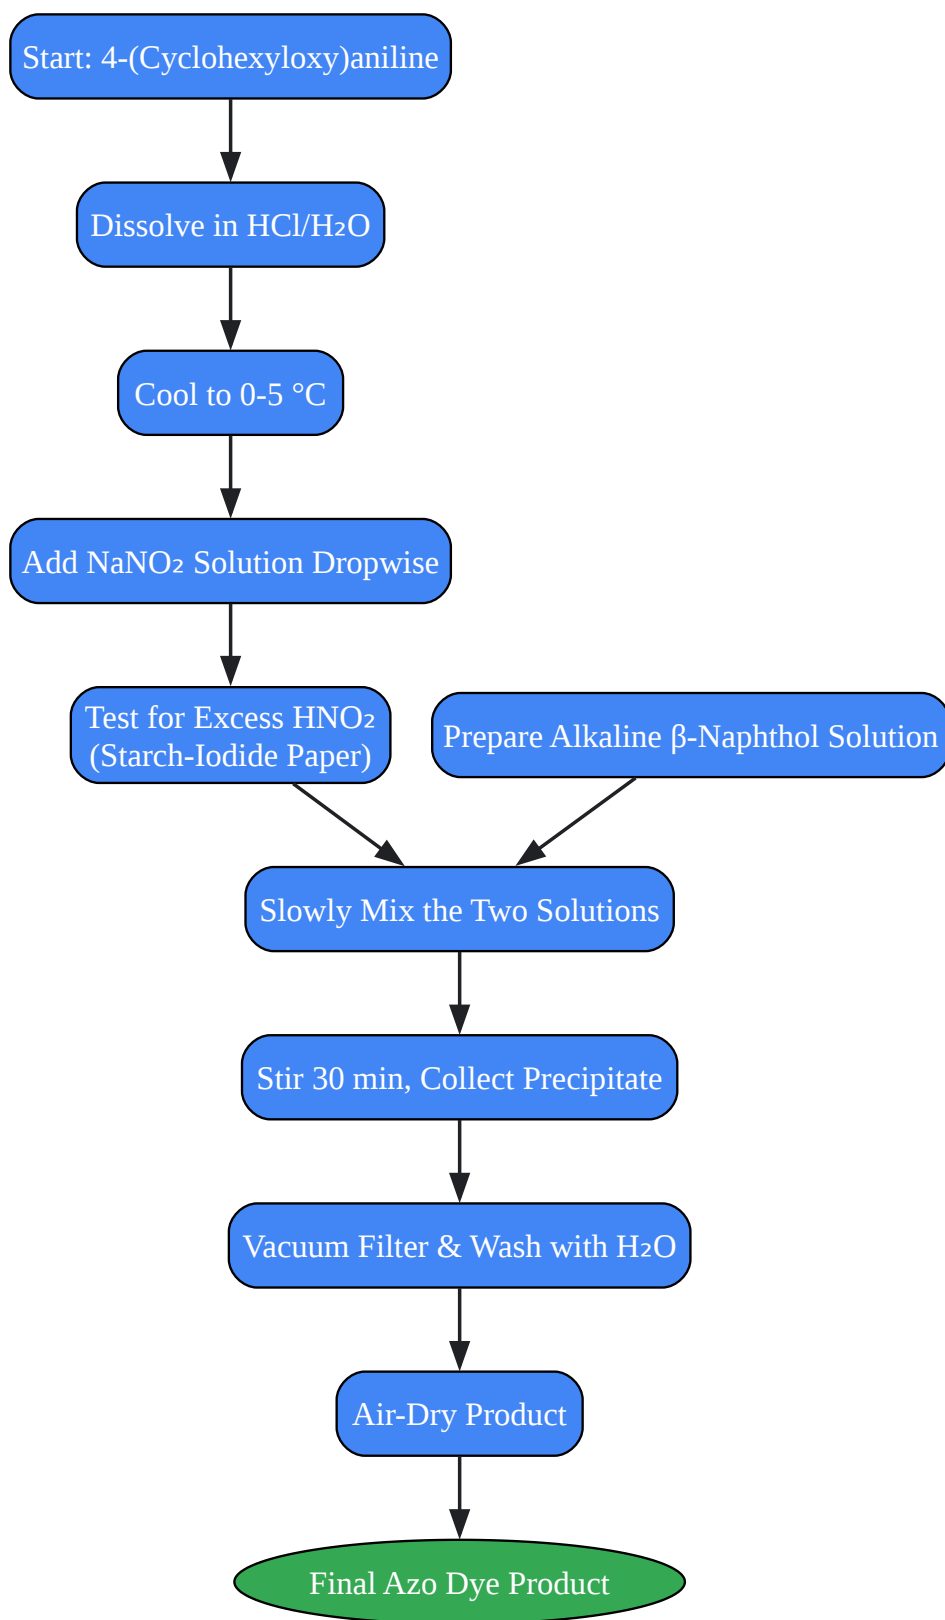 Start: 4-(Cyclohexyloxy)aniline
Dissolve in HCl/H₂O
Cool to 0-5 °C
Add NaNO₂ Solution Dropwise
Test for Excess HNO₂
(Starch-Iodide Paper)
Prepare Alkaline β-Naphthol Solution
Slowly Mix the Two Solutions
Stir 30 min, Collect Precipitate
Vacuum Filter & Wash with H₂O
Air-Dry Product
Final Azo Dye Product